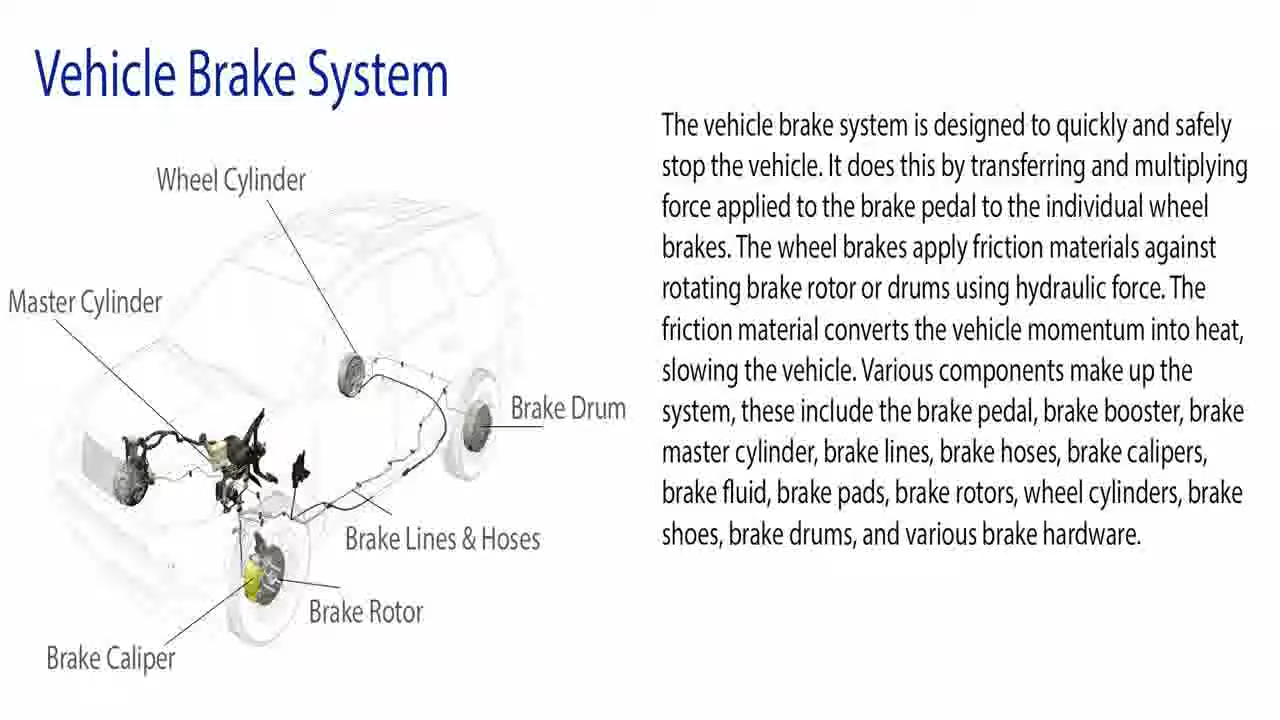 Vehicle Brake System
The vehicle brake system is designed to quickly and safely
stop the vehicle. It does this by transferring and multiplying
force applied to the brake pedal to the individual wheel
brakes. The wheel brakes apply friction materials against
rotating brake rotor or drums using hydraulic force. The
friction material converts the vehicle momentum into heat,
slowing the vehicle. Various components make up the
system, these include the brake pedal, brake booster, brake
master cylinder, brake lines, brake hoses, brake calipers,
brake fluid, brake pads, brake rotors, wheel cylinders, brake
shoes, brake drums, and various brake hardware.
Wheel Cylinder
Master Cylinder
Brake Drum
Brake Lines & Hoses
Brake Rotor
Brake Caliper